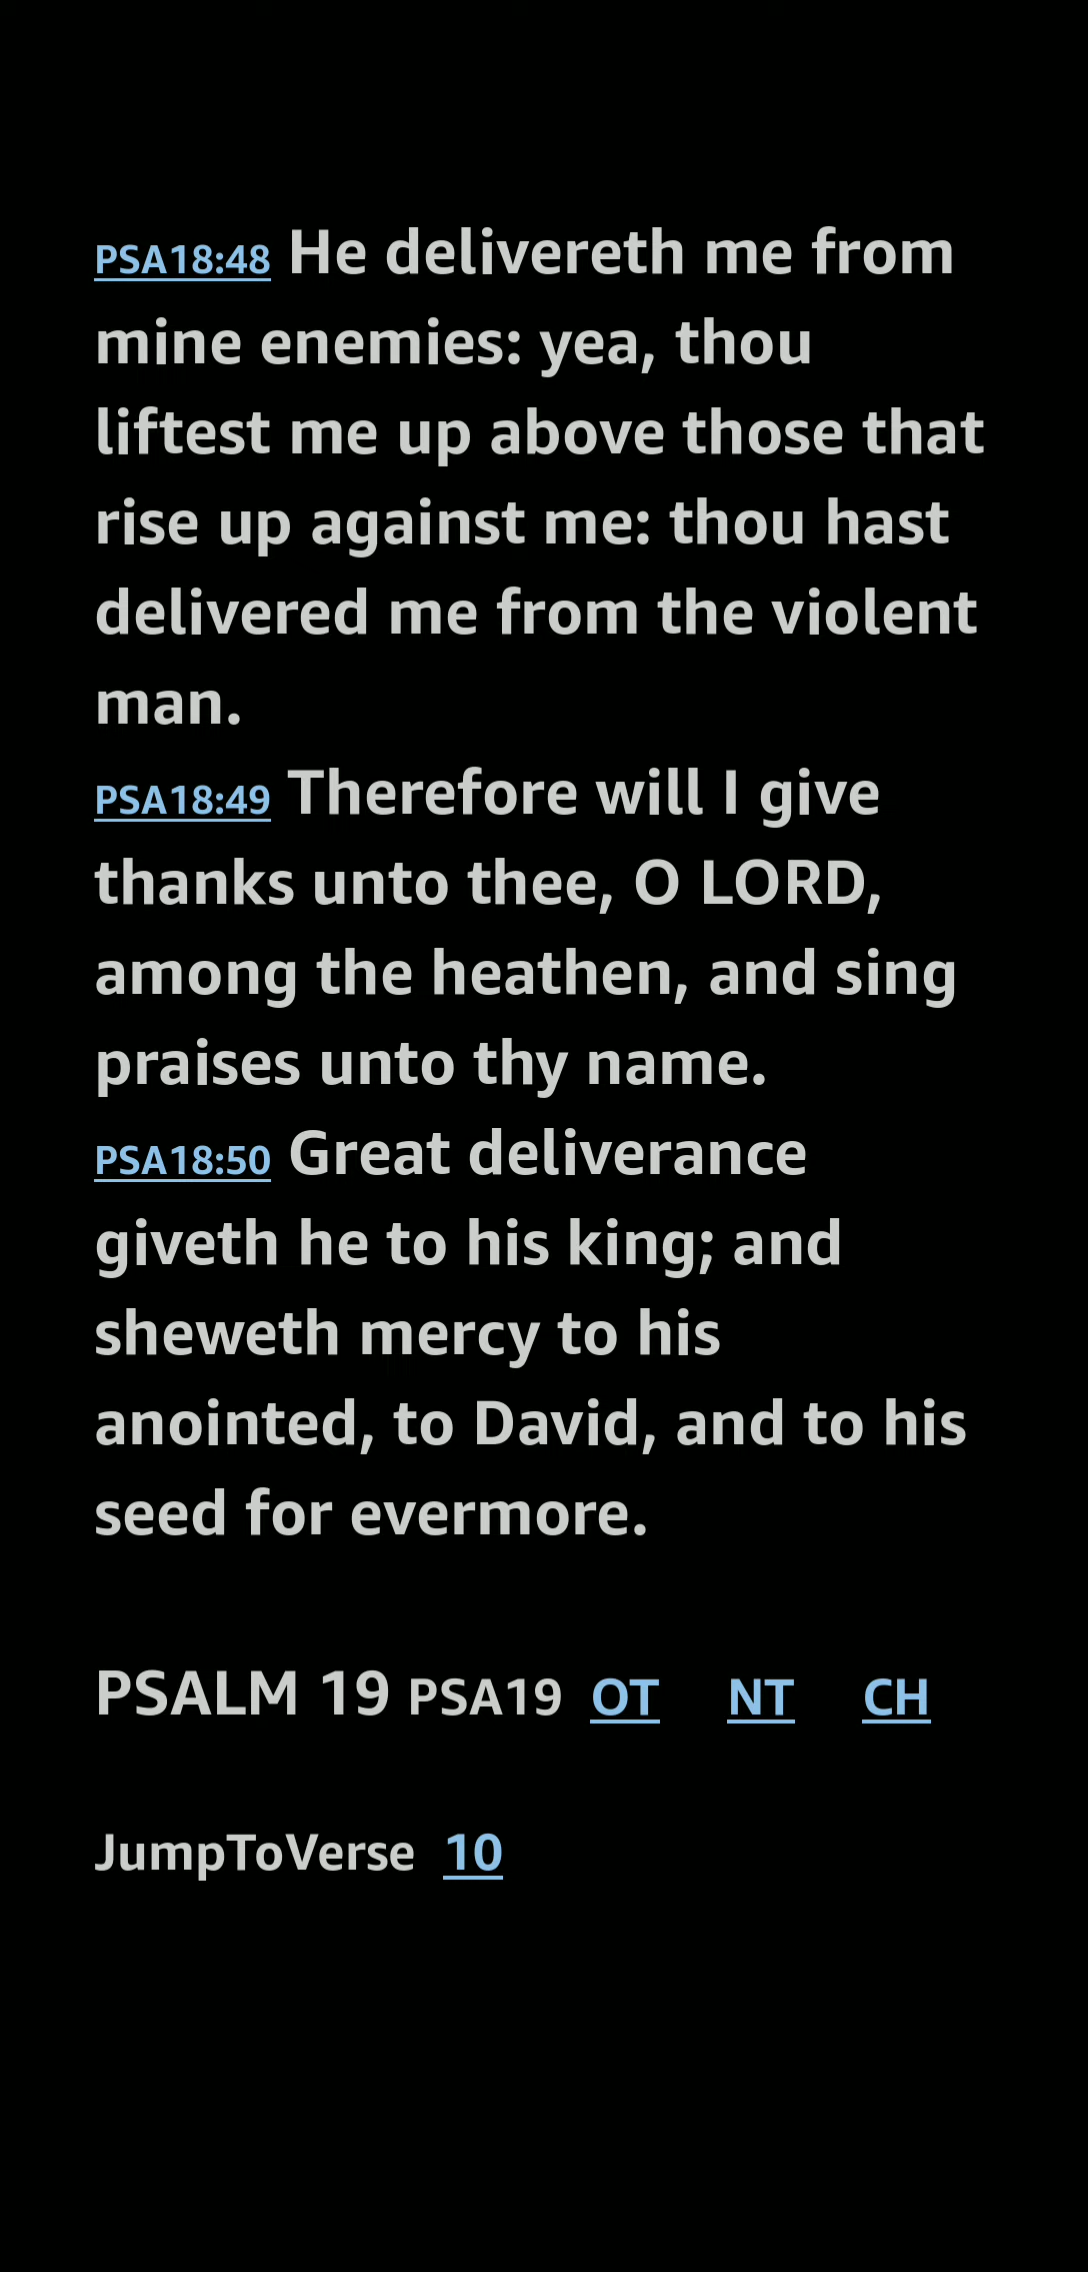 PSA18:48 He delivereth me from
mine enemies: yea, thou
liftest me up above those that
rise up against me: thou hast
delivered me from the violent
man.
PSA18:49 Therefore will I give
thanks unto thee, O LORD,
among the heathen, and sing
praises unto thy name.
PSA18:50 Great deliverance
giveth he to his king; and
sheweth mercy to his
anointed, to David, and to his
seed for evermore.
PSALM 19 PSA19 OT NT CH
JumpToVerse 10